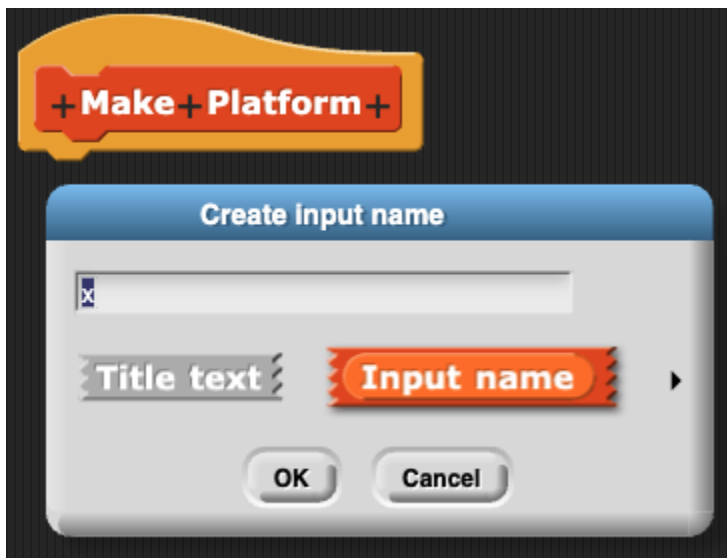 +Make+Platform+
Create input name
x
Title text Input name
OK Cancel